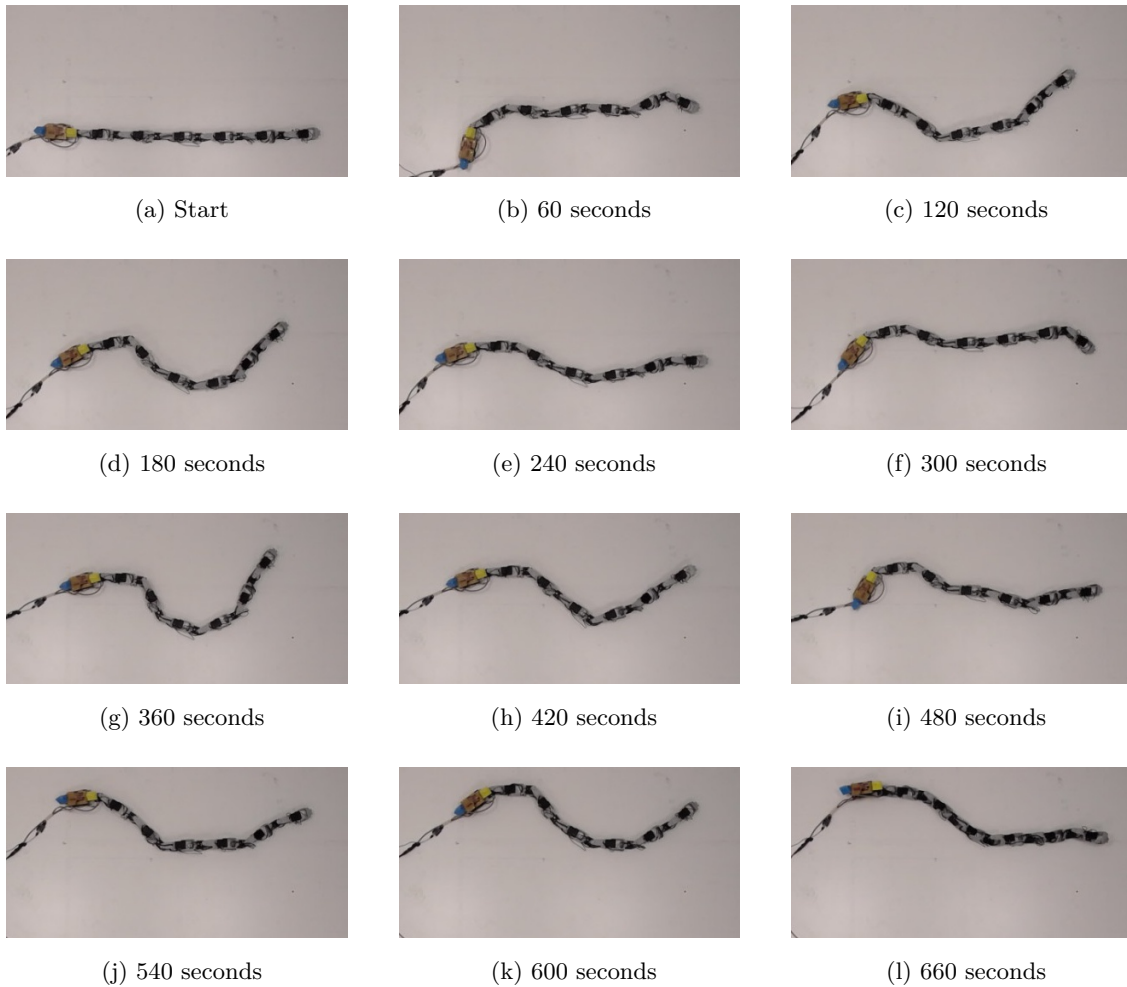 (a) Start
(b) 60 seconds
(c) 120 seconds
(d) 180 seconds
(e) 240 seconds
(f) 300 seconds
(g) 360 seconds
(h) 420 seconds
(i) 480 seconds
(j) 540 seconds
(k) 600 seconds
(l) 660 seconds